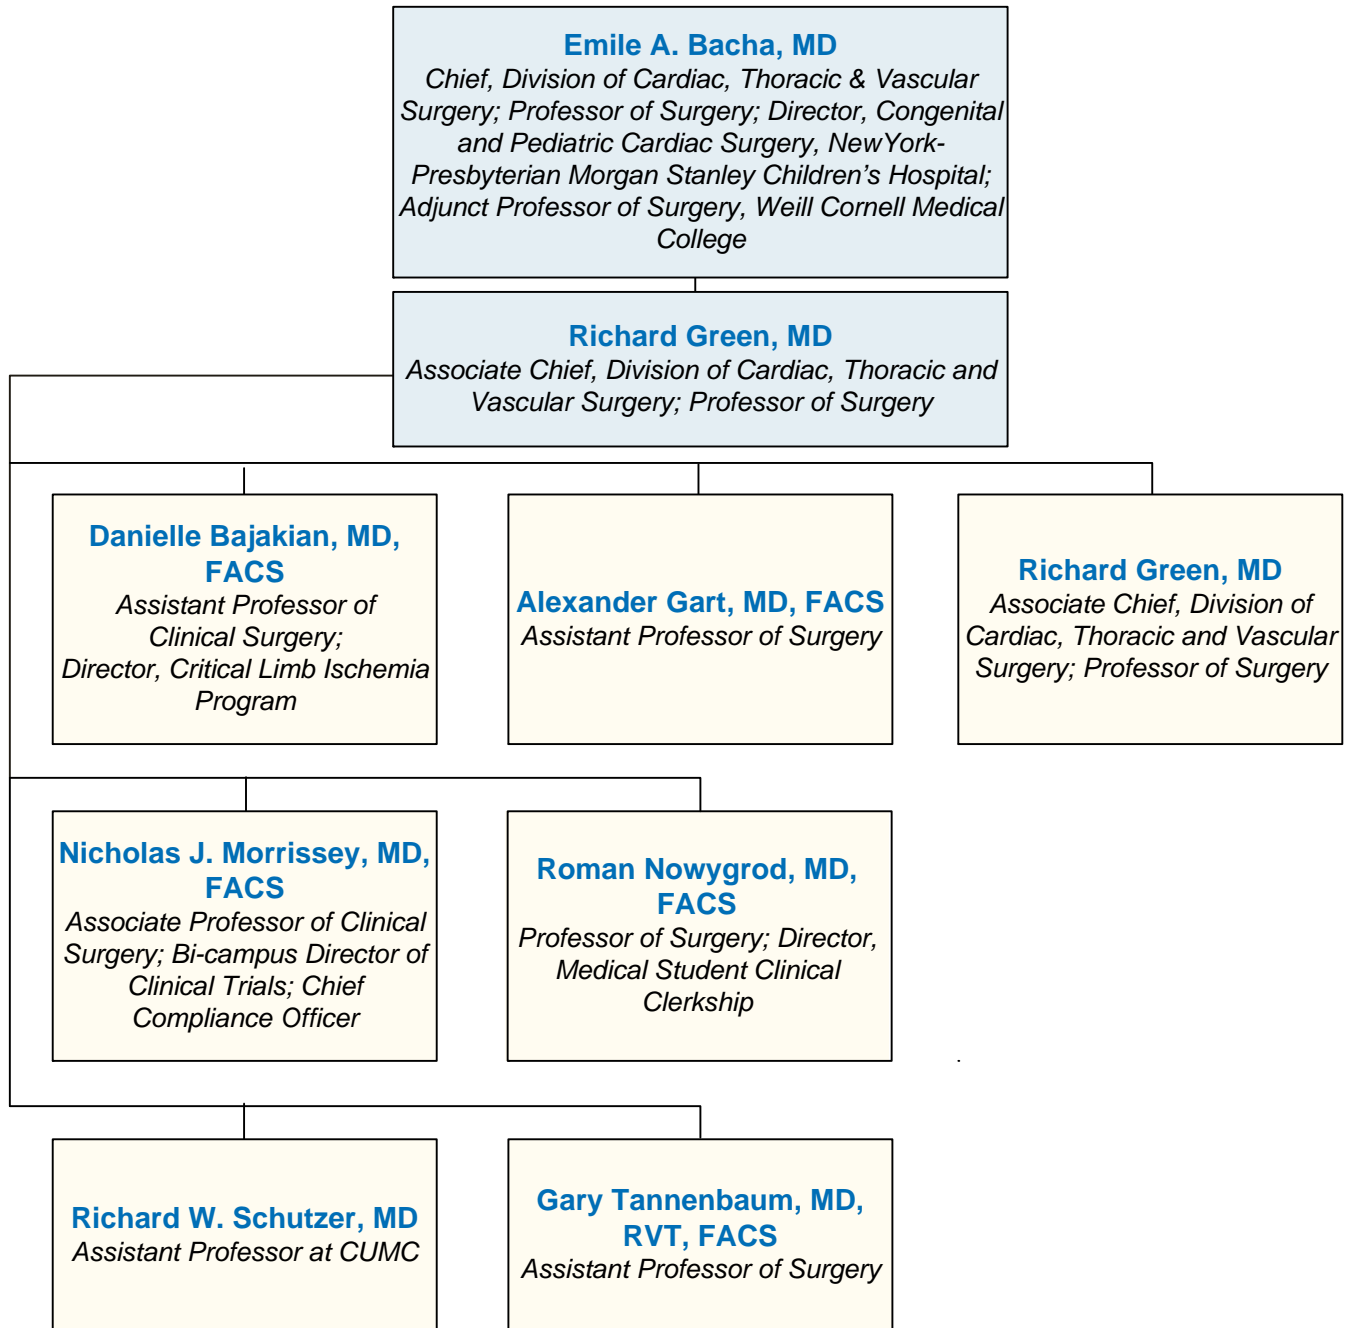 Emile A. Bacha, MD
Chief, Division of Cardiac, Thoracic & Vascular
Surgery; Professor of Surgery; Director, Congenital
and Pediatric Cardiac Surgery, NewYork-
Presbyterian Morgan Stanley Children’s Hospital;
Adjunct Professor of Surgery, Weill Cornell Medical
College
Richard Green, MD
Associate Chief, Division of Cardiac, Thoracic and
Vascular Surgery; Professor of Surgery
Danielle Bajakian, MD,
FACS
Assistant Professor of
Clinical Surgery;
Director, Critical Limb Ischemia
Program
Alexander Gart, MD, FACS
Assistant Professor of Surgery
Richard Green, MD
Associate Chief, Division of
Cardiac, Thoracic and Vascular
Surgery; Professor of Surgery
Nicholas J. Morrissey, MD,
FACS
Associate Professor of Clinical
Surgery; Bi-campus Director of
Clinical Trials; Chief
Compliance Officer
Roman Nowygrod, MD,
FACS
Professor of Surgery; Director,
Medical Student Clinical
Clerkship
Richard W. Schutzer, MD
Assistant Professor at CUMC
Gary Tannenbaum, MD,
RVT, FACS
Assistant Professor of Surgery